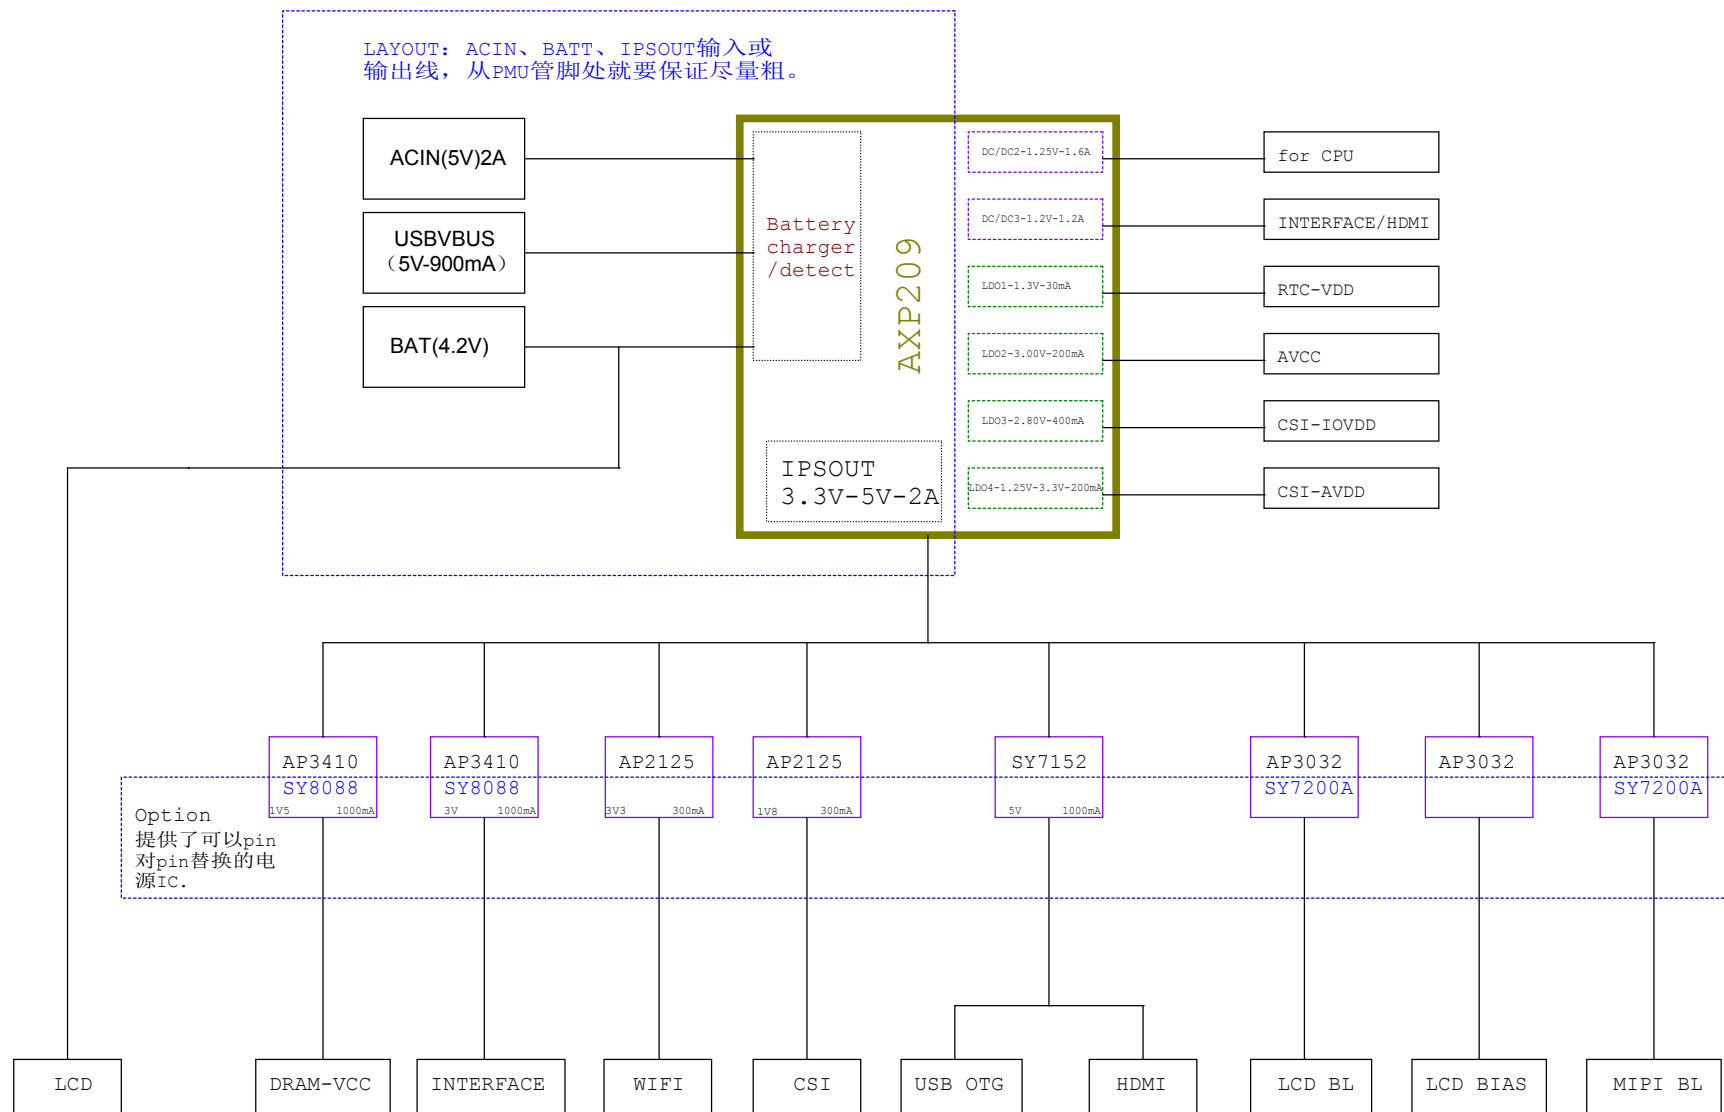 LAYOUT: ACIN、BATT、IPSOUT输入或
输出线，从PMU管脚处就要保证尽量粗。
ACIN(5V)2A
USBVBUS
（5V-900mA）
BAT(4.2V)
Battery
charger
/detect
AXP209
IPSOUT
3.3V-5V-2A
DC/DC2-1.25V-1.6A
for CPU
DC/DC3-1.2V-1.2A
INTERFACE/HDMI
LDO1-1.3V-30mA
RTC-VDD
LDO2-3.00V-200mA
AVCC
LDO3-2.80V-400mA
CSI-IOVDD
LDO4-1.25V-3.3V-200mA
CSI-AVDD
AP3410
SY8088
1V5 1000mA
AP3410
SY8088
3V 1000mA
AP2125
3V3 300mA
AP2125
1V8 300mA
SY7152
5V 1000mA
AP3032
SY7200A
AP3032
AP3032
SY7200A
Option
提供了可以pin
对pin替换的电
源IC.
LCD
DRAM-VCC
INTERFACE
WIFI
CSI
USB OTG
HDMI
LCD BL
LCD BIAS
MIPI BL